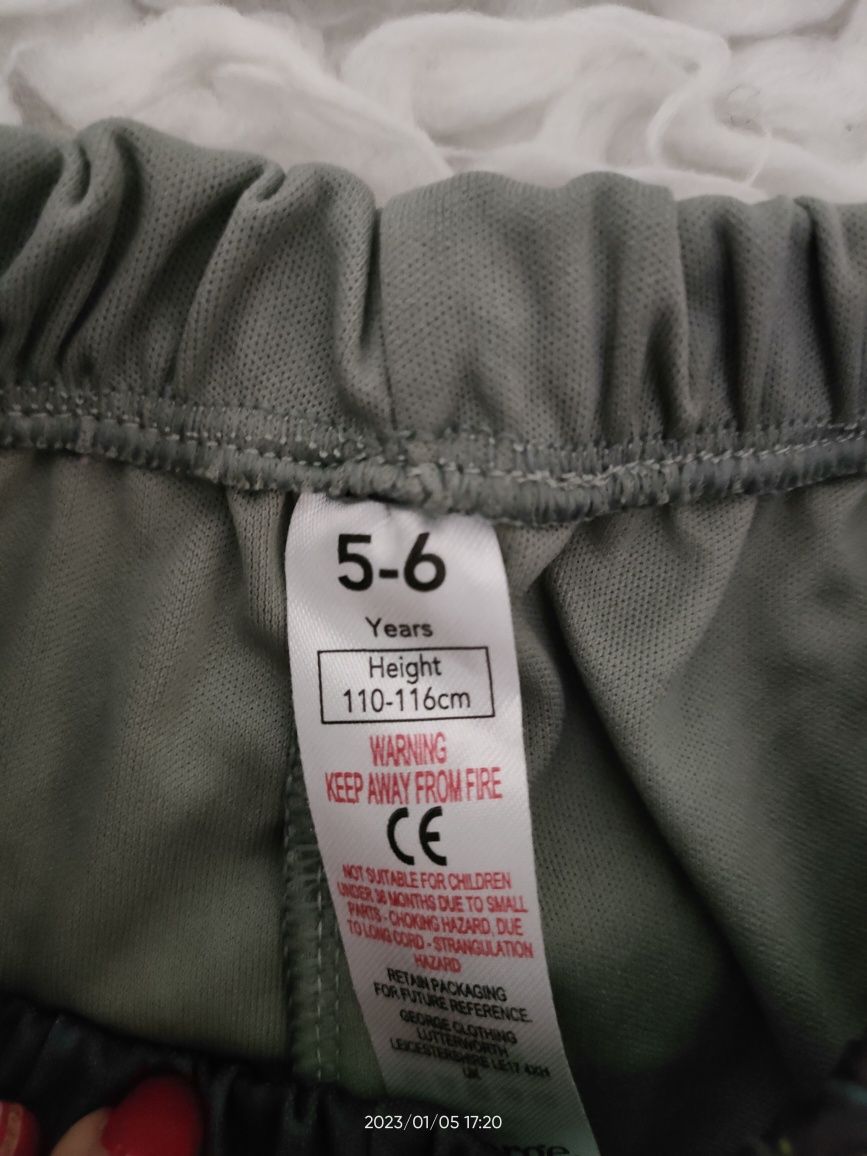 5-6
Years
Height
110-116cm
WARNING
KEEP AWAY FROM FIRE
CE
NOT SUITABLE FOR CHILDREN
UNDER 36 MONTHS DUE TO SMALL
PARTS - CHOKING HAZARD, DUE
TO LONG CORD - STRANGULATION
HAZARD
RETAIN PACKAGING
FOR FUTURE REFERENCE.
GEORGE CLOTHING
LUTTERWORTH
LEICESTERSHIRE LE17 4XH
UK
2023/01/05 17:20